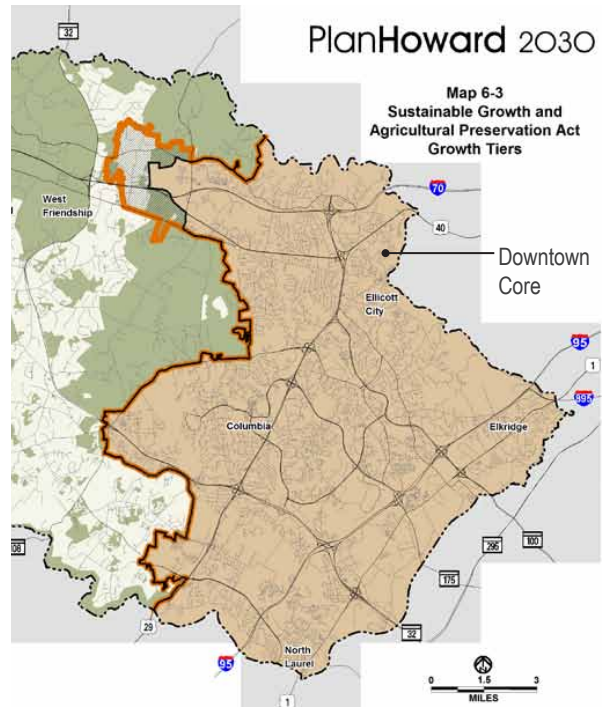 PlanHoward 2030
Map 6-3
Sustainable Growth and
Agricultural Preservation Act
Growth Tiers
32
70
40
West
Friendship
Downtown
Core
Ellicott
City
95
1
895
Columbia
Elkridge
100
295
175
32
29
North
Laurel
95
1
0 1.5 3
MILES